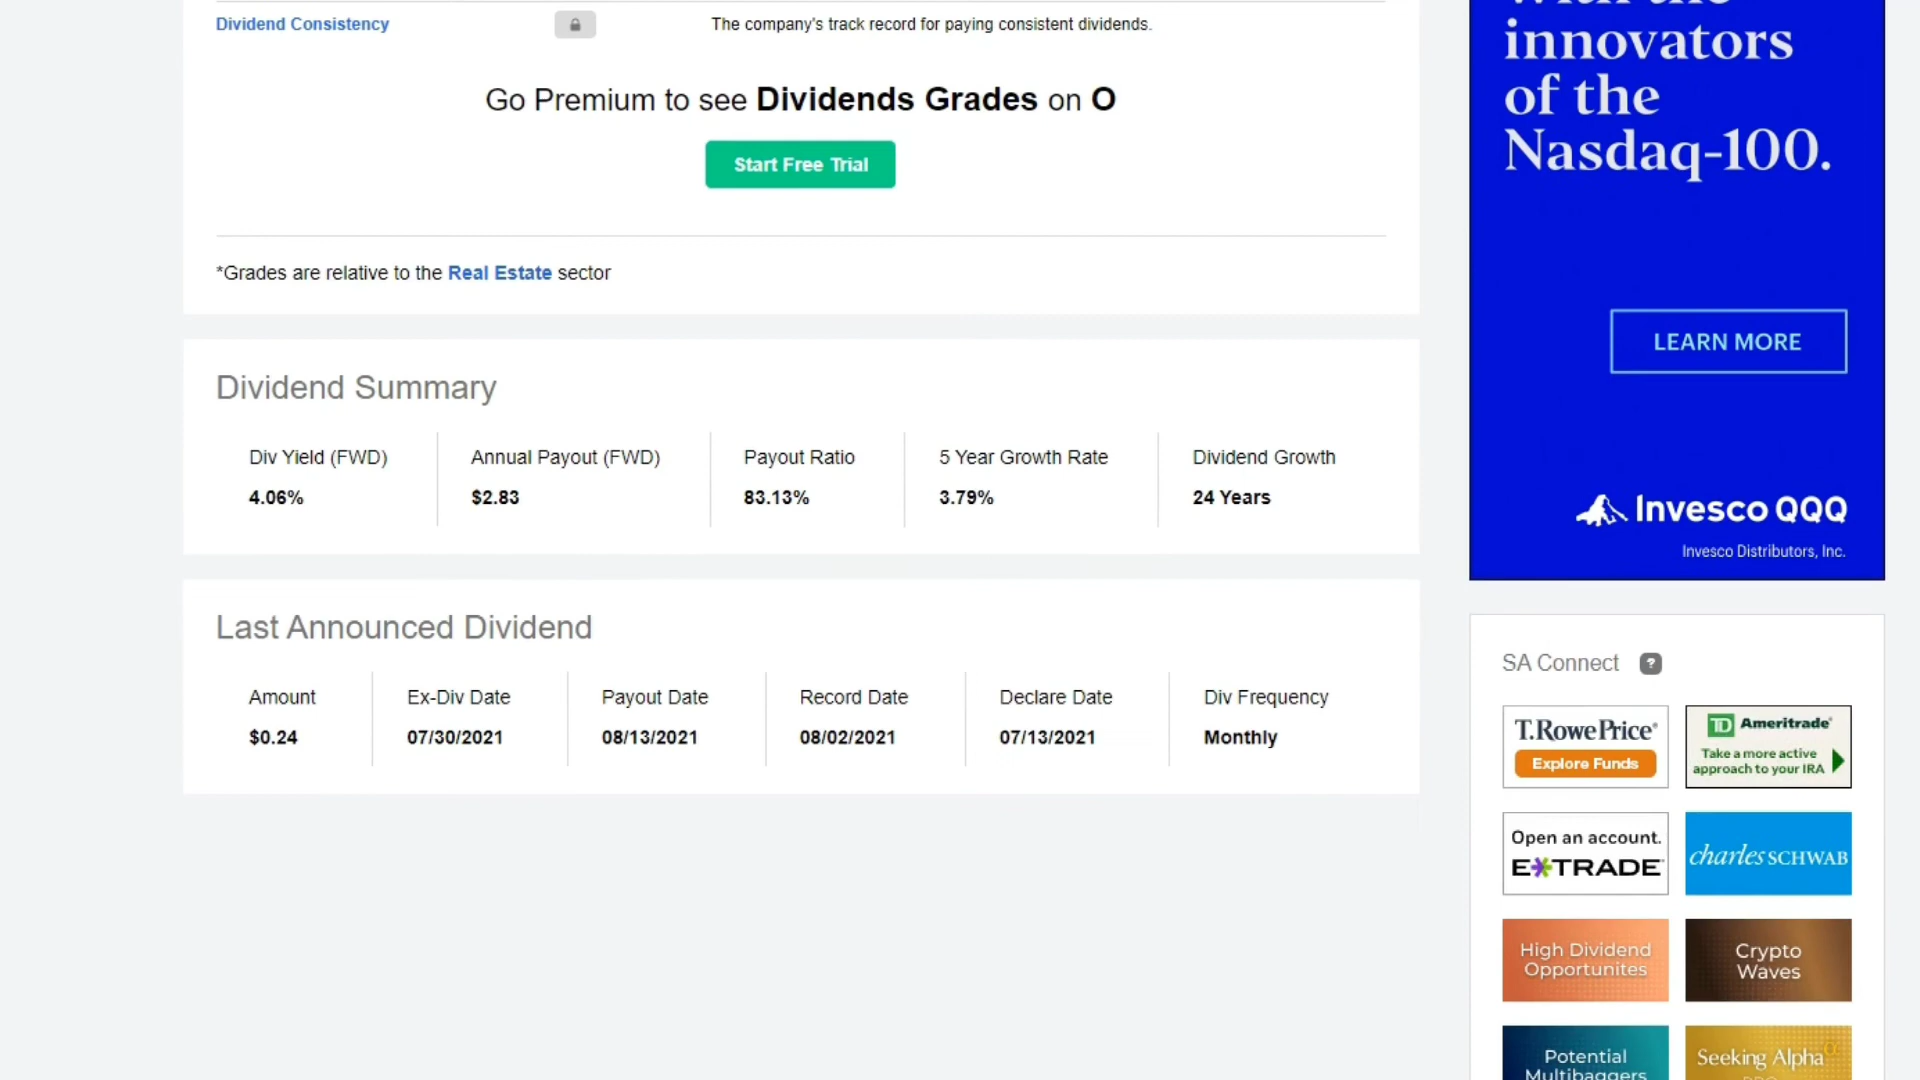 Dividend Consistency
The company's track record for paying consistent dividends.
Go Premium to see Dividends Grades on O
Start Free Trial
*Grades are relative to the Real Estate sector
Dividend Summary
Div Yield (FWD)
4.06%
Annual Payout (FWD)
$2.83
Payout Ratio
83.13%
5 Year Growth Rate
3.79%
Dividend Growth
24 Years
Last Announced Dividend
Amount
$0.24
Ex-Div Date
07/30/2021
Payout Date
08/13/2021
Record Date
08/02/2021
Declare Date
07/13/2021
Div Frequency
Monthly
with the
innovators
of the
Nasdaq-100.
LEARN MORE
Invesco QQQ
Invesco Distributors, Inc.
SA Connect ?
T.RowePrice
Explore Funds
TD Ameritrade
Take a more active
approach to your IRA
Open an account.
E*TRADE
charles SCHWAB
High Dividend
Opportunites
Crypto
Waves
Potential
Multibaggers
Seeking Alpha α